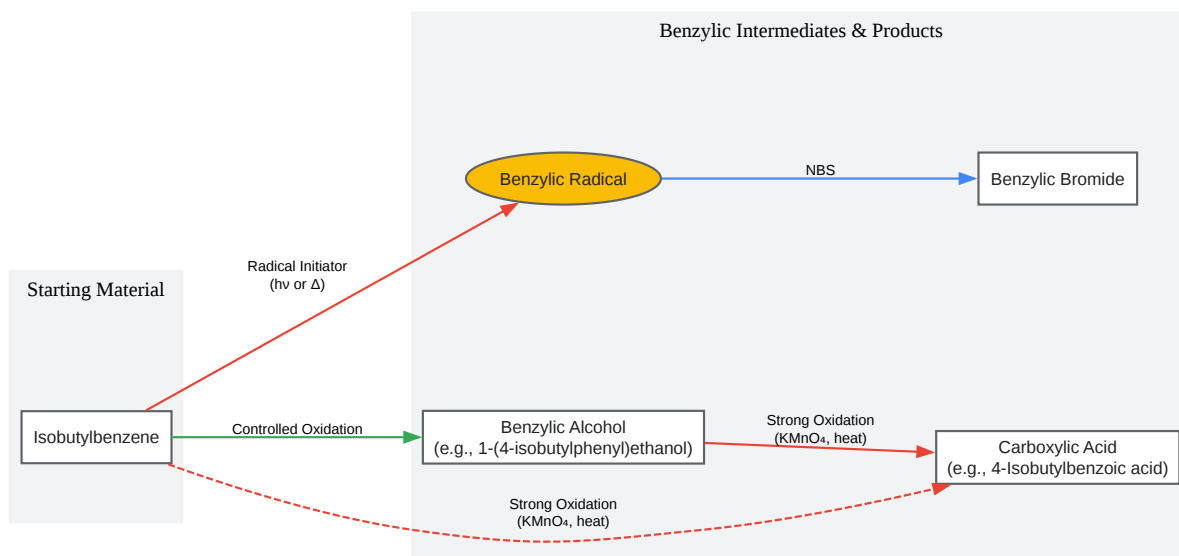 Benzylic Intermediates & Products
Benzylic Radical
NBS
Benzylic Bromide
Radical Initiator
(hν or Δ)
Starting Material
Isobutylbenzene
Controlled Oxidation
Benzylic Alcohol
(e.g., 1-(4-isobutylphenyl)ethanol)
Strong Oxidation
(KMnO₄, heat)
Carboxylic Acid
(e.g., 4-Isobutylbenzoic acid)
Strong Oxidation
(KMnO₄, heat)